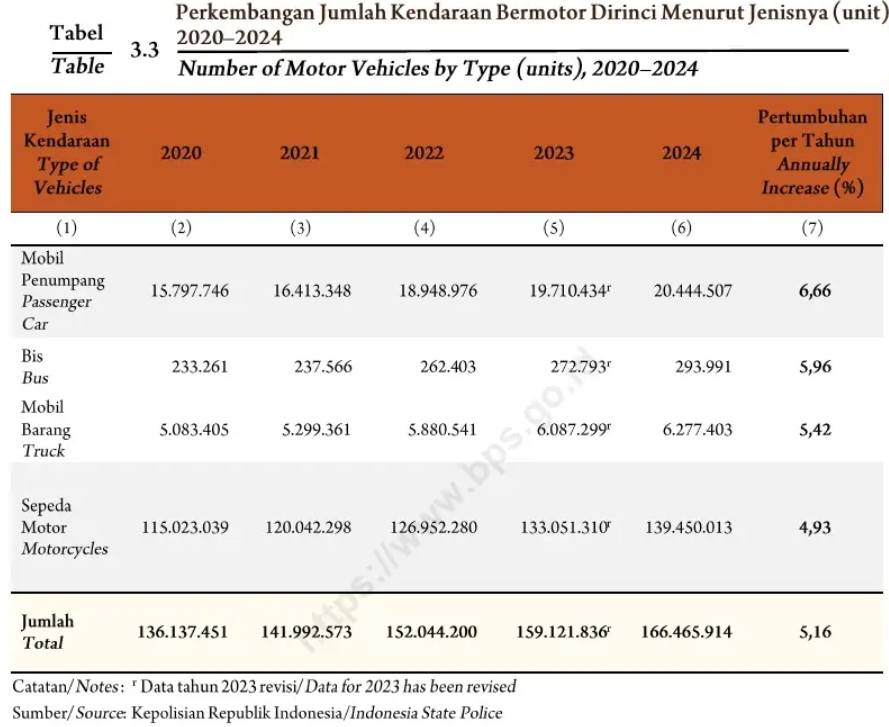 Tabel
Table
3.3
Perkembangan Jumlah Kendaraan Bermotor Dirinci Menurut Jenisnya (unit)
2020–2024
Number of Motor Vehicles by Type (units), 2020–2024
Jenis
Kendaraan
Type of
Vehicles
2020
2021
2022
2023
2024
Pertumbuhan
per Tahun
Annually
Increase (%)
(1) (2) (3) (4) (5) (6) (7)
Mobil
Penumpang
Passenger
Car
15.797.746 16.413.348 18.948.976 19.710.434ʳ 20.444.507 6,66
Bis
Bus
233.261 237.566 262.403 272.793ʳ 293.991 5,96
Mobil
Barang
Truck
5.083.405 5.299.361 5.880.541 6.087.299ʳ 6.277.403 5,42
Sepeda
Motor
Motorcycles
115.023.039 120.042.298 126.952.280 133.051.310ʳ 139.450.013 4,93
Jumlah
Total
136.137.451 141.992.573 152.044.200 159.121.836ʳ 166.465.914 5,16
Catatan/Notes: ʳ Data tahun 2023 revisi/Data for 2023 has been revised
Sumber/Source: Kepolisian Republik Indonesia/Indonesia State Police
https://www.bps.go.id